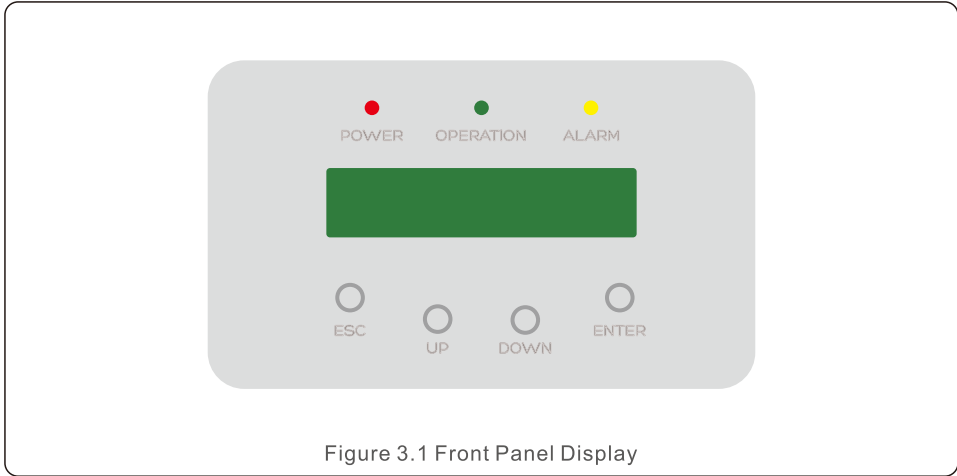 POWER OPERATION ALARM
ESC UP DOWN ENTER
Figure 3.1 Front Panel Display